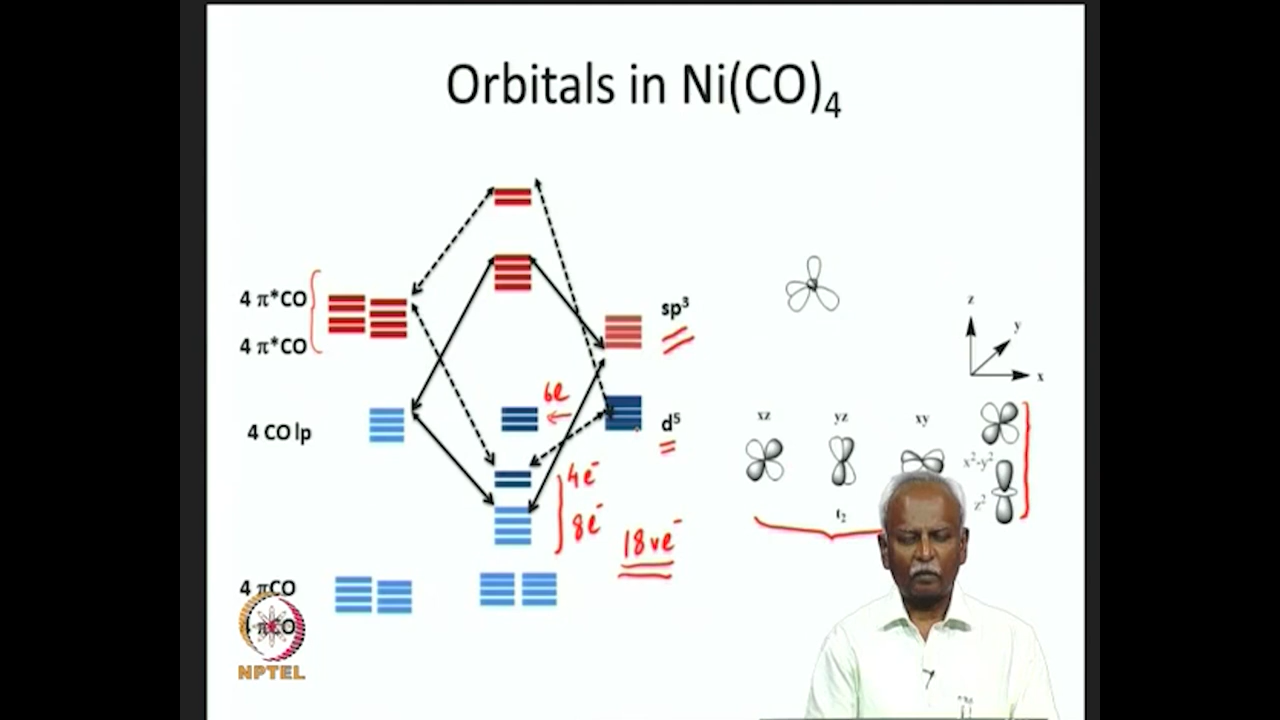 Orbitals in Ni(CO)₄
4 π*CO
4 π*CO
4 CO lp
4 πCO
πCO
sp³
d⁵
6e
4e⁻
8e⁻
18ve⁻
z
y
x
xz
yz
xy
x²-y²
z²
t₂
NPTEL